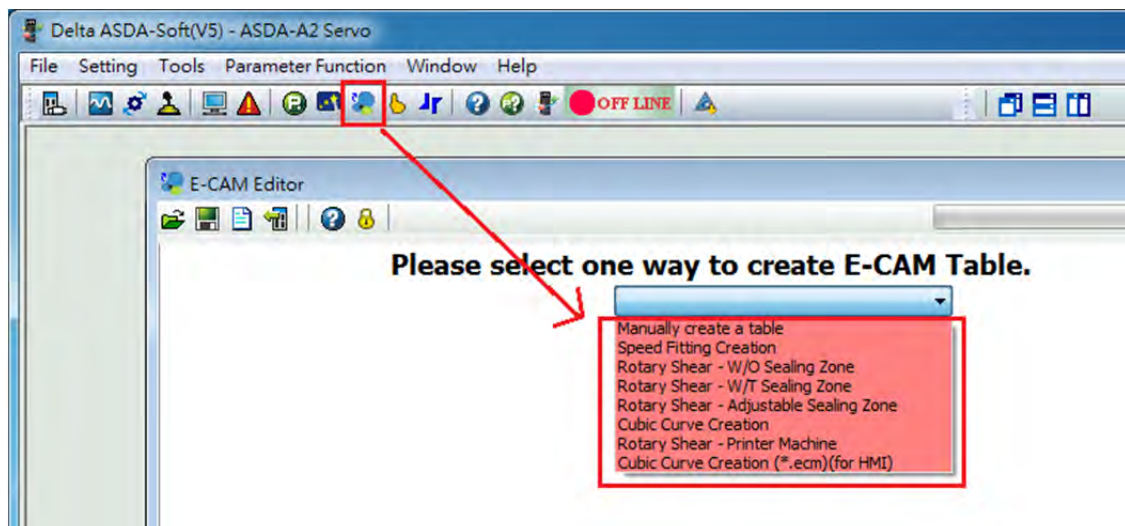 Delta ASDA-Soft(V5) - ASDA-A2 Servo
File Setting Tools Parameter Function Window Help
OFF LINE
E-CAM Editor
Please select one way to create E-CAM Table.
Manually create a table
Speed Fitting Creation
Rotary Shear - W/O Sealing Zone
Rotary Shear - W/T Sealing Zone
Rotary Shear - Adjustable Sealing Zone
Cubic Curve Creation
Rotary Shear - Printer Machine
Cubic Curve Creation (*.ecm)(for HMI)